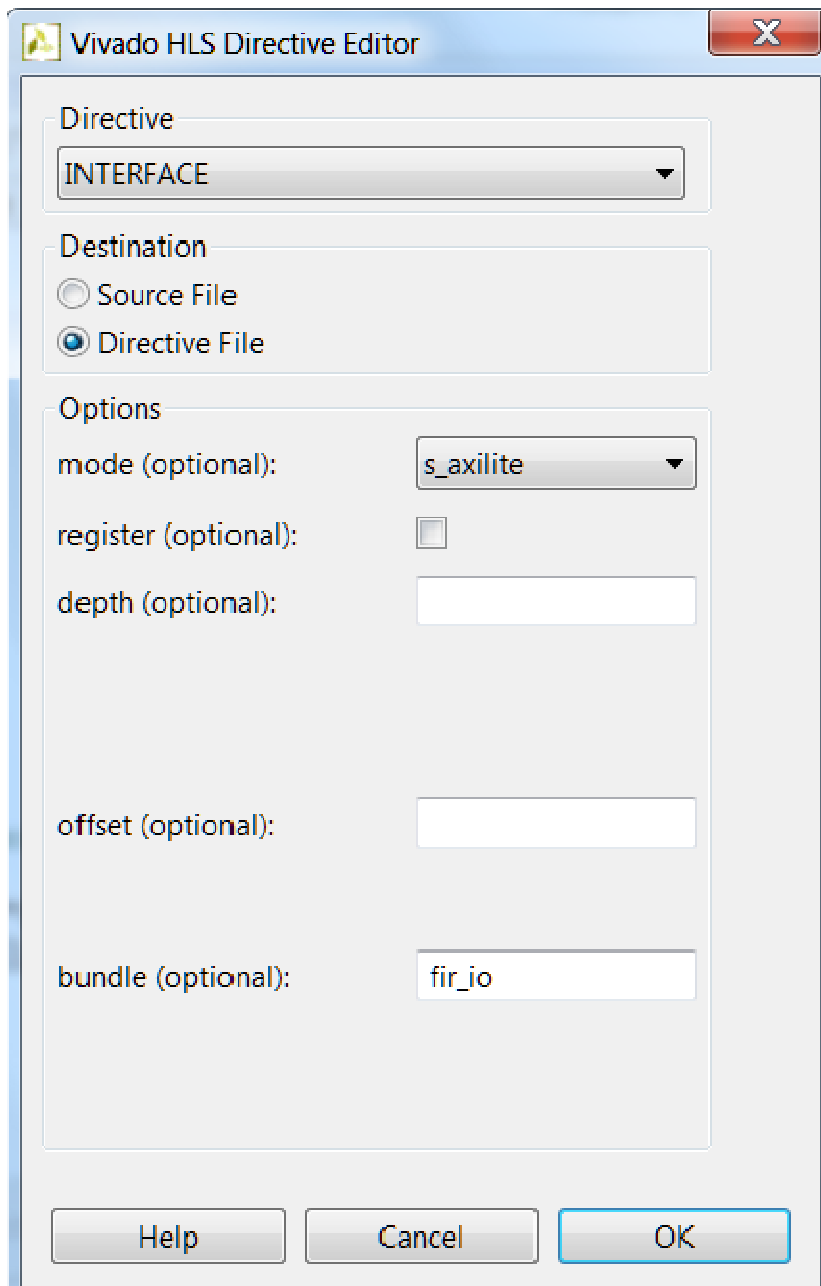 Vivado HLS Directive Editor
Directive
INTERFACE
Destination
Source File
Directive File
Options
mode (optional): s_axilite
register (optional):
depth (optional):
offset (optional):
bundle (optional): fir_io
Help Cancel OK